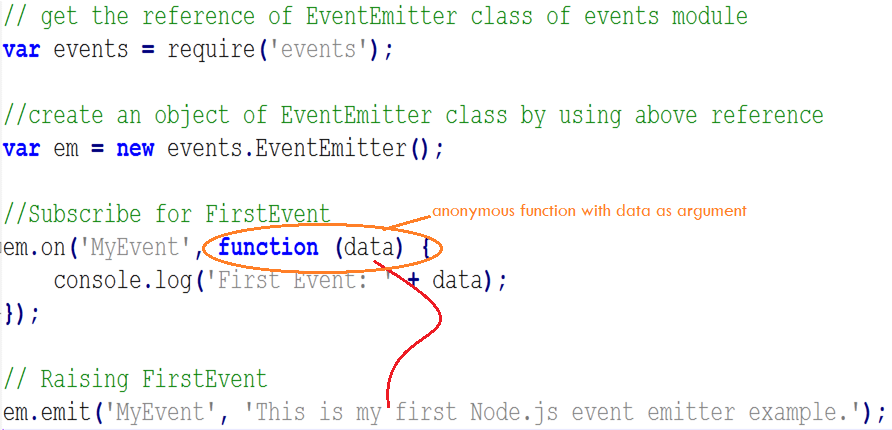 // get the reference of EventEmitter class of events module
var events = require('events');
//create an object of EventEmitter class by using above reference
var em = new events.EventEmitter();
//Subscribe for FirstEvent
anonymous function with data as argument
em.on('MyEvent', function (data) {
console.log('First Event: ' + data);
});
// Raising FirstEvent
em.emit('MyEvent', 'This is my first Node.js event emitter example.');